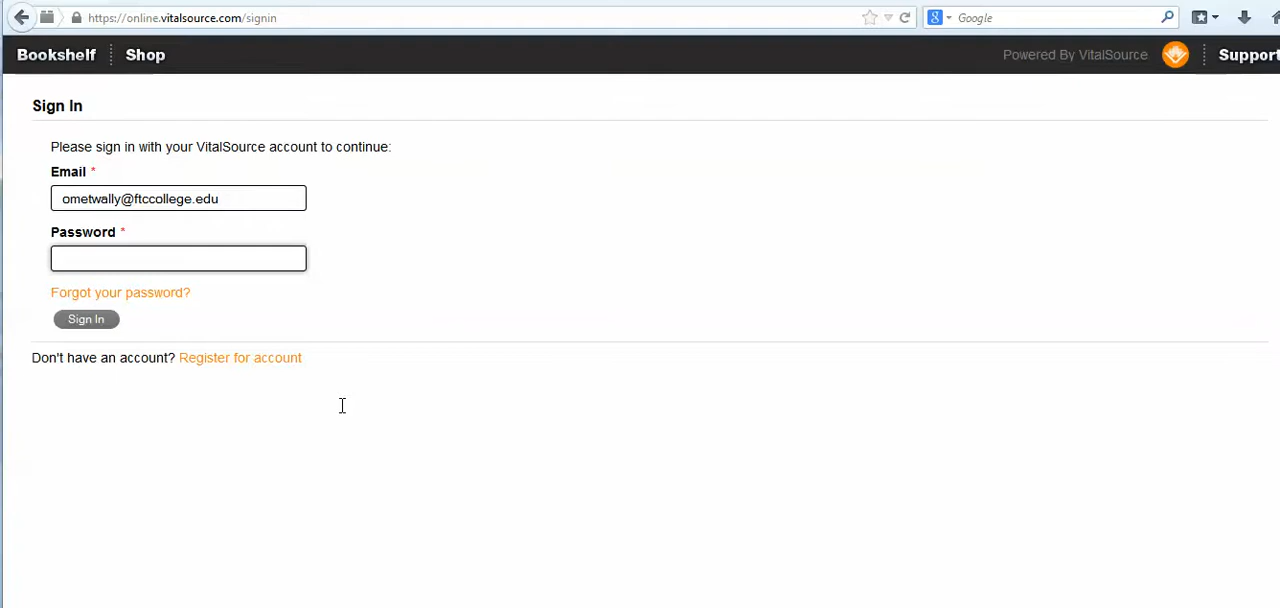 https://online.vitalsource.com/signin
Google
Bookshelf Shop Powered By VitalSource Support
Sign In
Please sign in with your VitalSource account to continue:
Email *
ometwally@ftccollege.edu
Password *
Forgot your password?
Sign In
Don't have an account? Register for account